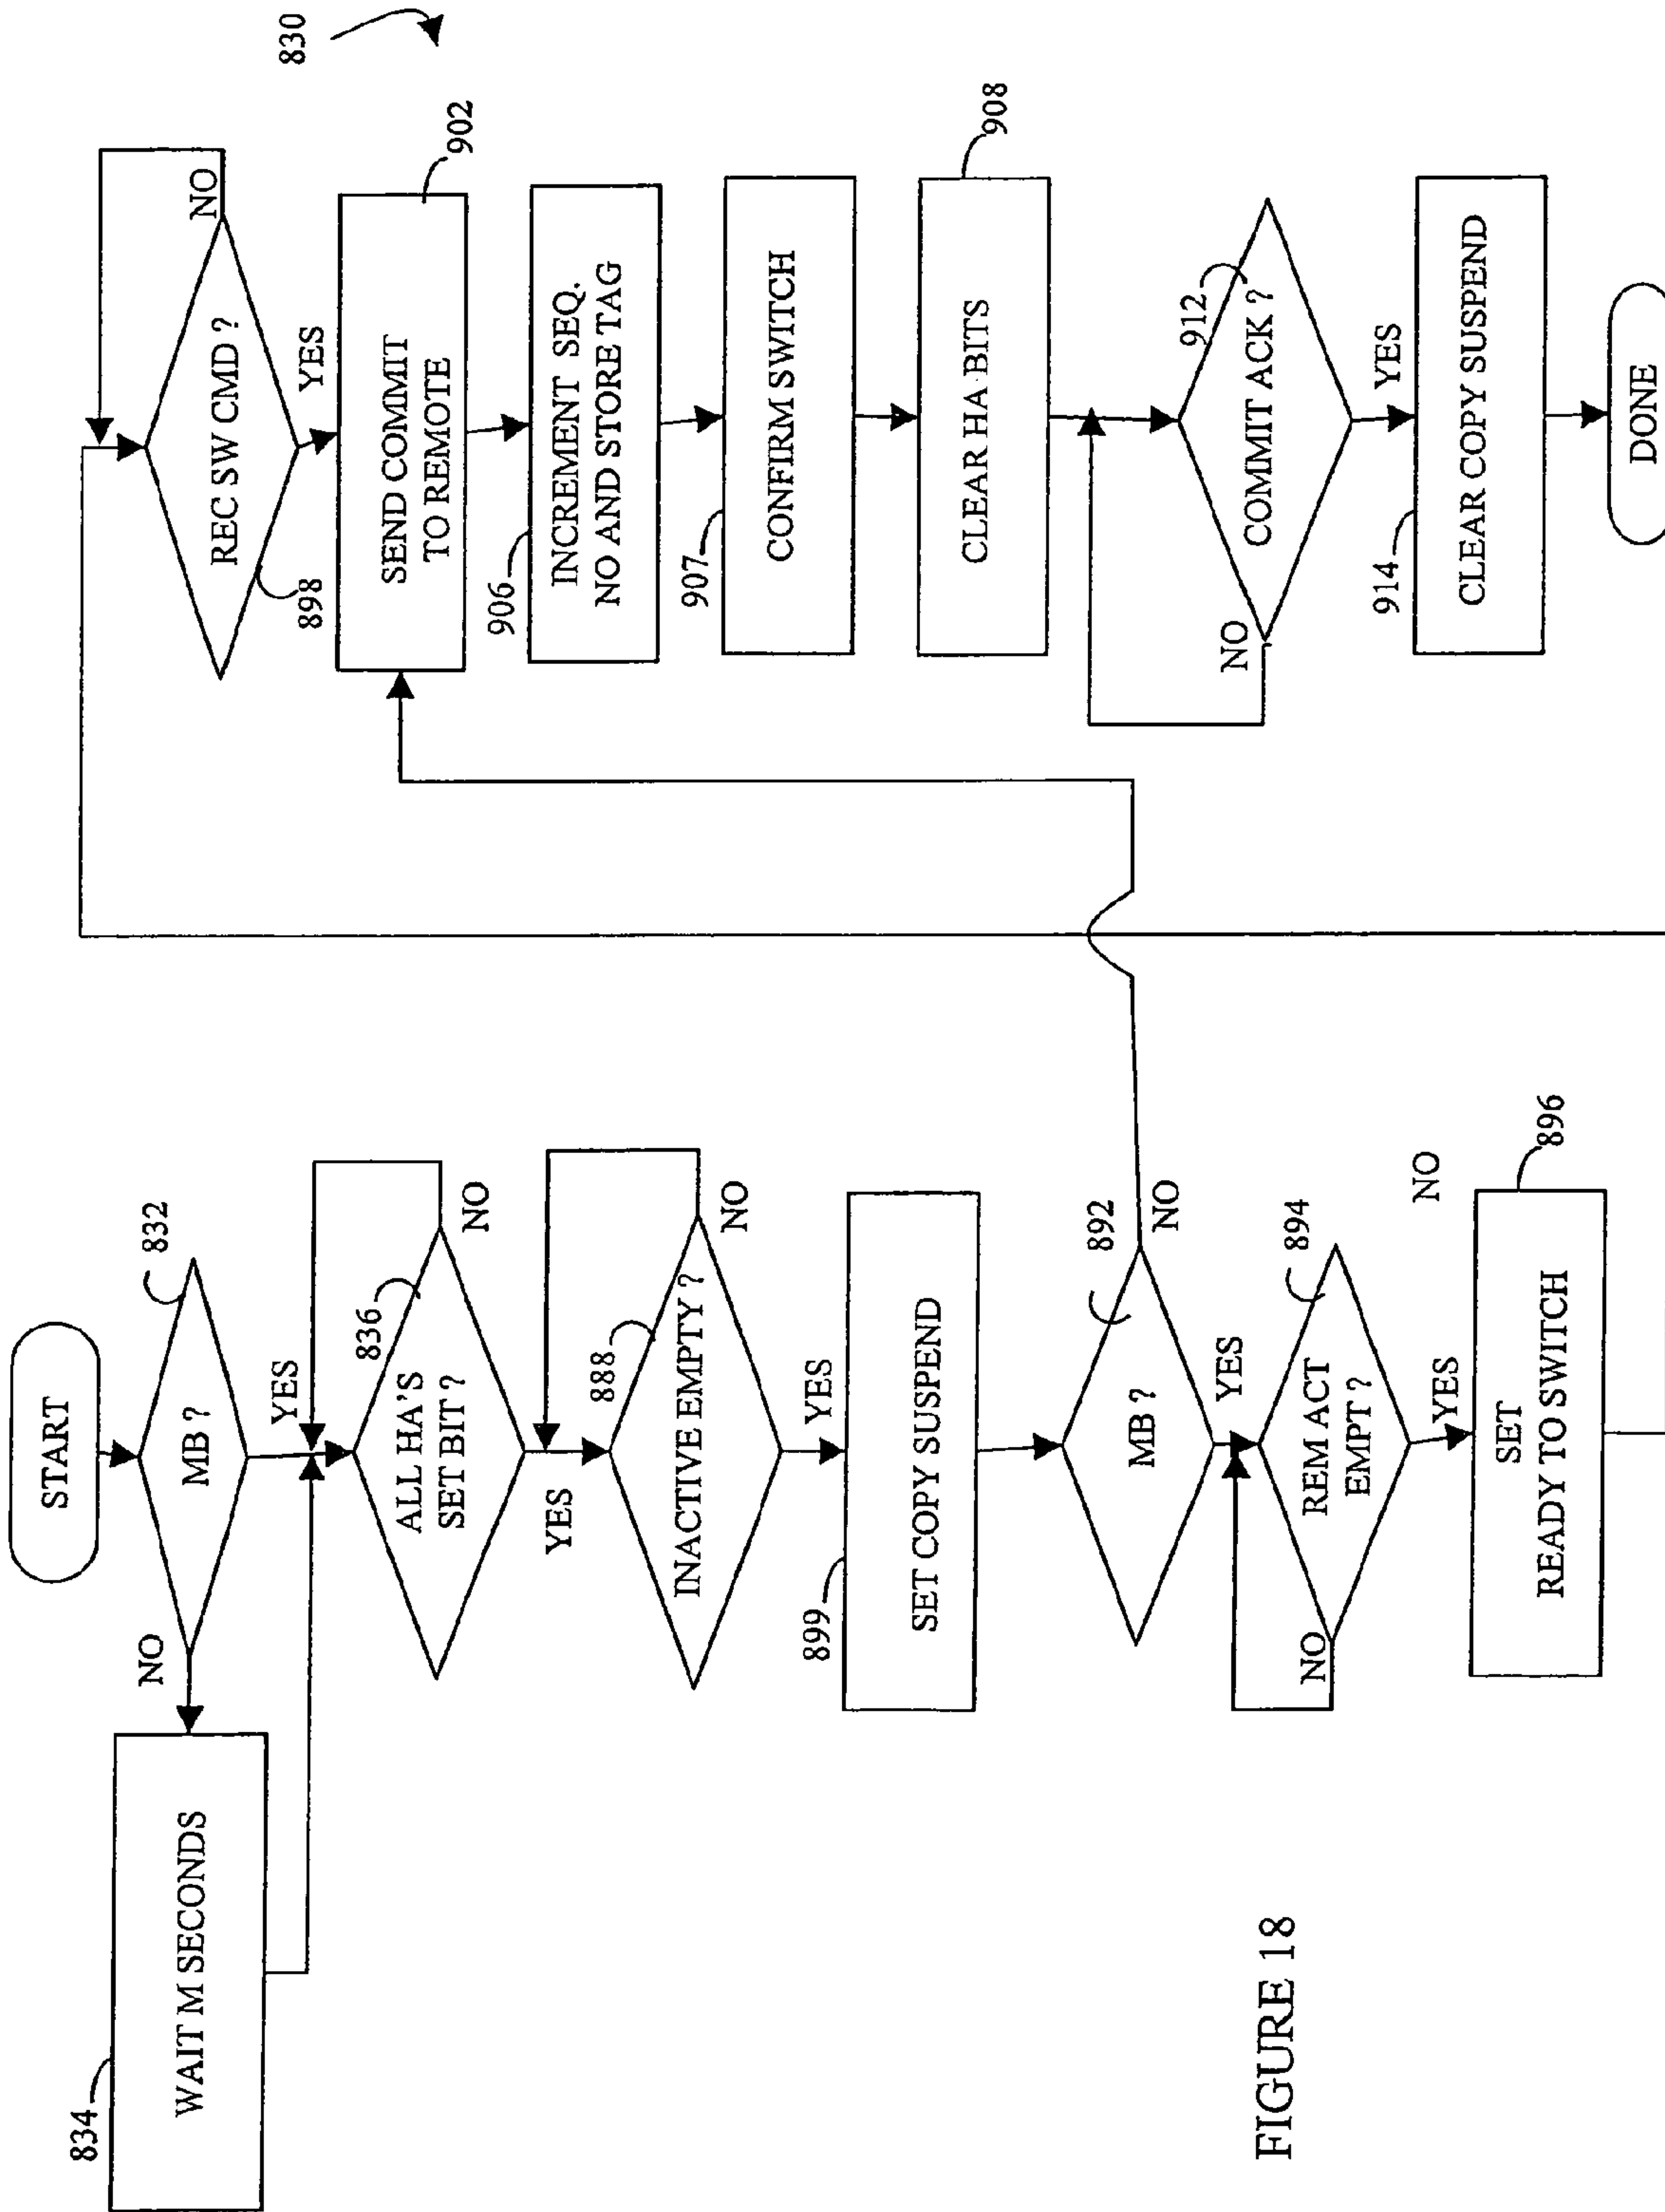 START
832
MB ?
NO
YES
834
WAIT M SECONDS
836
ALL HA'S
SET BIT ?
NO
YES
888
INACTIVE EMPTY ?
NO
YES
899
SET COPY SUSPEND
892
MB ?
NO
YES
894
REM ACT
EMPT ?
NO
NO
YES
896
SET
READY TO SWITCH
830
REC SW CMD ?
NO
898
YES
902
SEND COMMIT
TO REMOTE
906
INCREMENT SEQ.
NO AND STORE TAG
907
CONFIRM SWITCH
908
CLEAR HA BITS
912
COMMIT ACK ?
NO
YES
914
CLEAR COPY SUSPEND
DONE
FIGURE 18